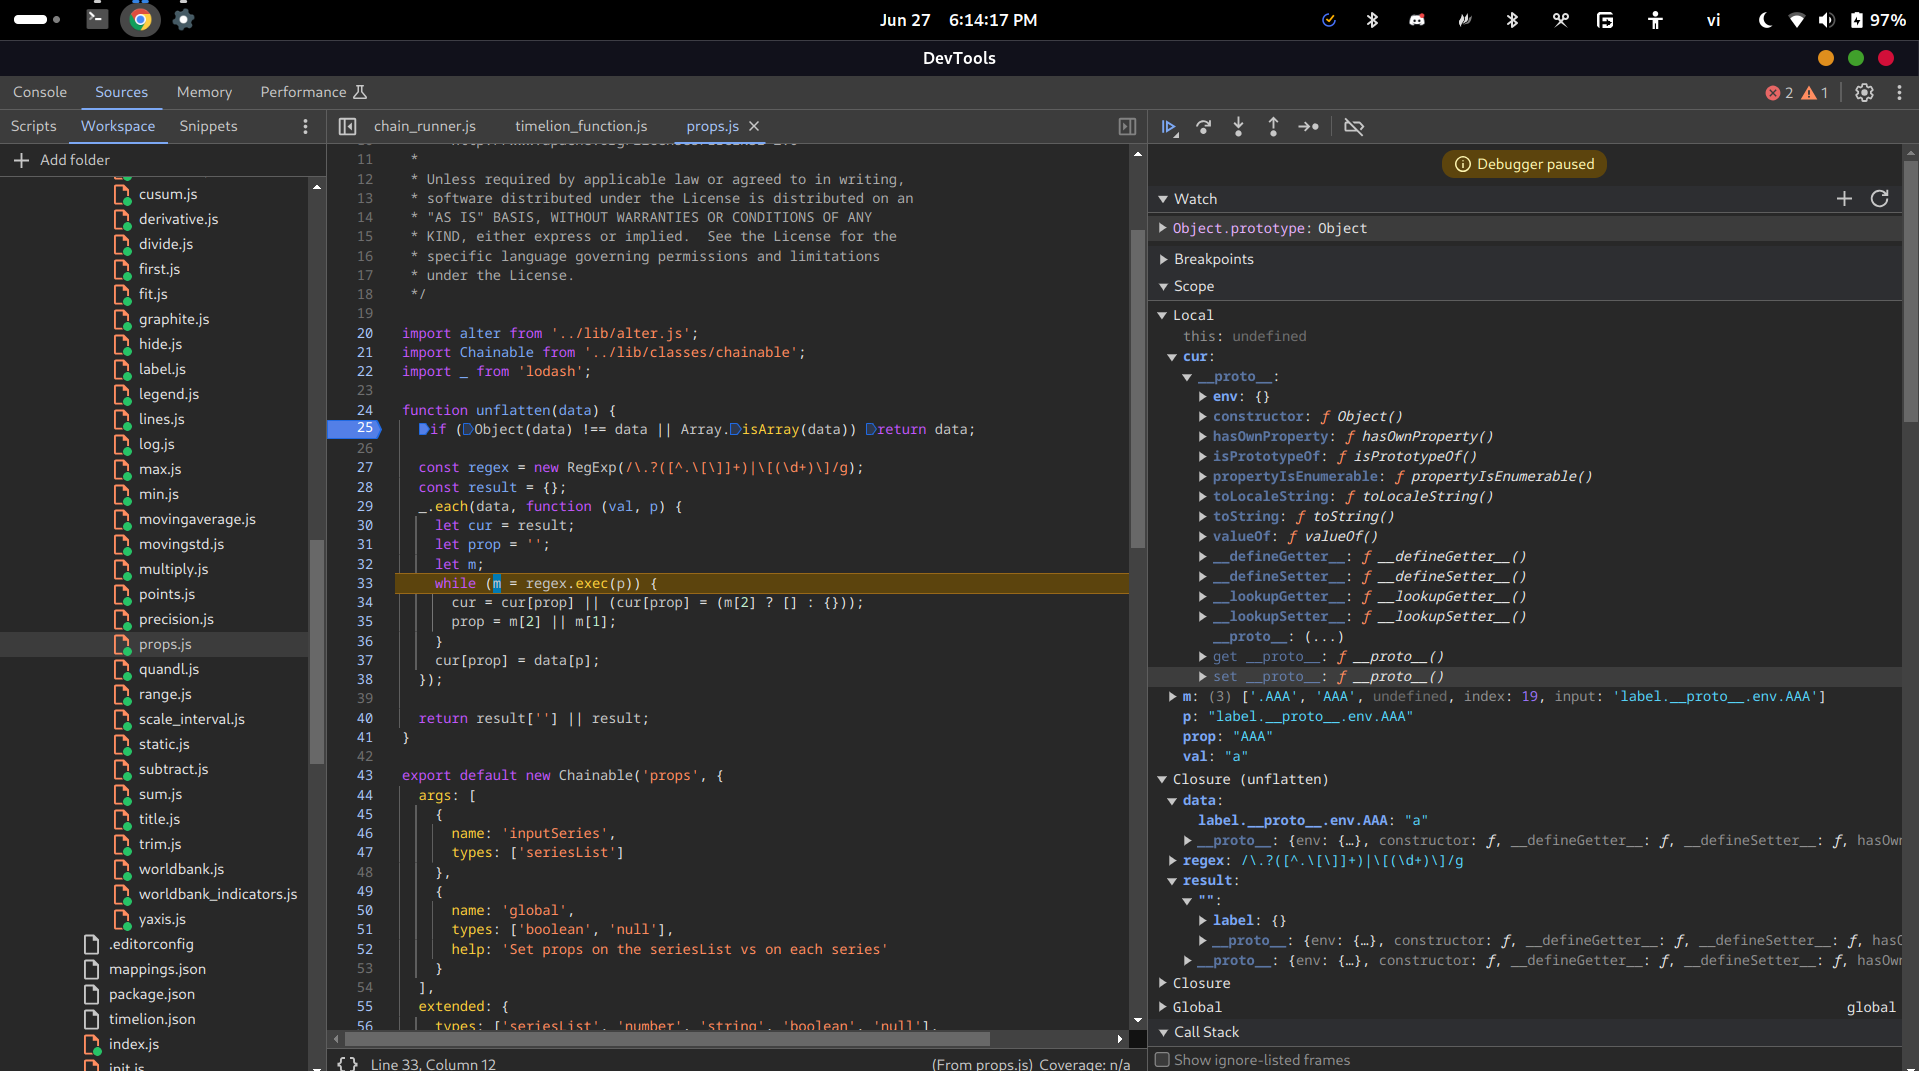 Jun 27 6:14:17 PM
vi
97%
DevTools
Console
Sources
Memory
Performance
2
1
Scripts
Workspace
Snippets
chain_runner.js
timelion_function.js
props.js
Add folder
cusum.js
derivative.js
divide.js
first.js
fit.js
graphite.js
hide.js
label.js
legend.js
lines.js
log.js
max.js
min.js
movingaverage.js
movingstd.js
multiply.js
points.js
precision.js
props.js
quandl.js
range.js
scale_interval.js
static.js
subtract.js
sum.js
title.js
trim.js
worldbank.js
worldbank_indicators.js
yaxis.js
.editorconfig
mappings.json
package.json
timelion.json
index.js
init.js
11 *
12 * Unless required by applicable law or agreed to in writing,
13 * software distributed under the License is distributed on an
14 * "AS IS" BASIS, WITHOUT WARRANTIES OR CONDITIONS OF ANY
15 * KIND, either express or implied.  See the License for the
16 * specific language governing permissions and limitations
17 * under the License.
18 */
19
20 import alter from '../lib/alter.js';
21 import Chainable from '../lib/classes/chainable';
22 import _ from 'lodash';
23
24 function unflatten(data) {
25 if (Object(data) !== data || Array.isArray(data)) return data;
26
27 const regex = new RegExp(/\.?([^.\[\]]+)|\[(\d+)\]/g);
28 const result = {};
29 _.each(data, function (val, p) {
30 let cur = result;
31 let prop = '';
32 let m;
33 while (m = regex.exec(p)) {
34 cur = cur[prop] || (cur[prop] = (m[2] ? [] : {}));
35 prop = m[2] || m[1];
36 }
37 cur[prop] = data[p];
38 });
39
40 return result[''] || result;
41 }
42
43 export default new Chainable('props', {
44 args: [
45 {
46 name: 'inputSeries',
47 types: ['seriesList']
48 },
49 {
50 name: 'global',
51 types: ['boolean', 'null'],
52 help: 'Set props on the seriesList vs on each series'
53 }
54 ],
55 extended: {
56 types: ['seriesList', 'number', 'string', 'boolean', 'null'],
{} Line 33, Column 12
(From props.js) Coverage: n/a
Debugger paused
Watch
Object.prototype: Object
Breakpoints
Scope
Local
this: undefined
cur:
__proto__:
env: {}
constructor: ƒ Object()
hasOwnProperty: ƒ hasOwnProperty()
isPrototypeOf: ƒ isPrototypeOf()
propertyIsEnumerable: ƒ propertyIsEnumerable()
toLocaleString: ƒ toLocaleString()
toString: ƒ toString()
valueOf: ƒ valueOf()
__defineGetter__: ƒ __defineGetter__()
__defineSetter__: ƒ __defineSetter__()
__lookupGetter__: ƒ __lookupGetter__()
__lookupSetter__: ƒ __lookupSetter__()
__proto__: (...)
get __proto__: ƒ __proto__()
set __proto__: ƒ __proto__()
m: (3) ['.AAA', 'AAA', undefined, index: 19, input: 'label.__proto__.env.AAA']
p: "label.__proto__.env.AAA"
prop: "AAA"
val: "a"
Closure (unflatten)
data:
label.__proto__.env.AAA: "a"
__proto__: {env: {…}, constructor: ƒ, __defineGetter__: ƒ, __defineSetter__: ƒ, hasOwn
regex: /\.?([^.\[\]]+)|\[(\d+)\]/g
result:
"":
label: {}
__proto__: {env: {…}, constructor: ƒ, __defineGetter__: ƒ, __defineSetter__: ƒ, hasO
__proto__: {env: {…}, constructor: ƒ, __defineGetter__: ƒ, __defineSetter__: ƒ, hasOwn
Closure
Global global
Call Stack
Show ignore-listed frames